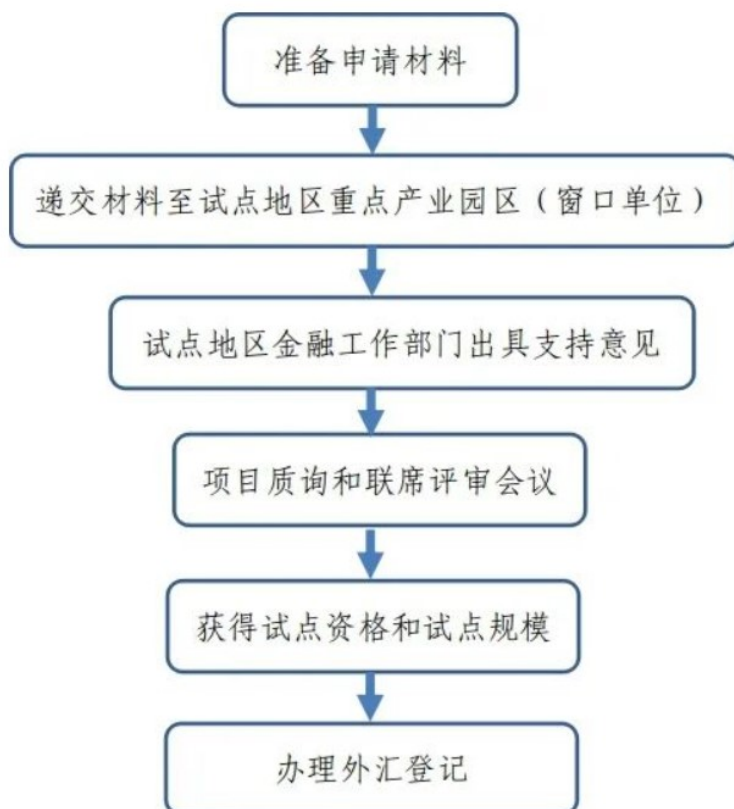 准备申请材料
递交材料至试点地区重点产业园区（窗口单位）
试点地区金融工作部门出具支持意见
项目质询和联席评审会议
获得试点资格和试点规模
办理外汇登记